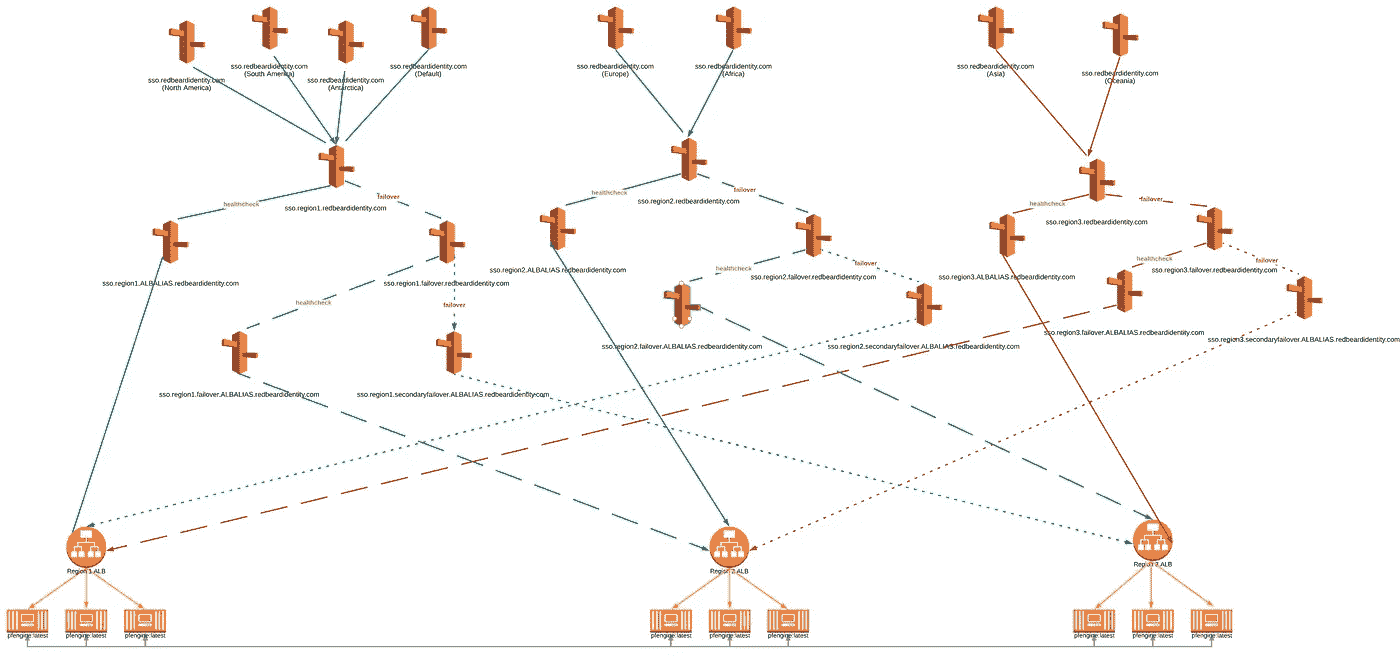 sso.redbeardidentity.com
(North America)
sso.redbeardidentity.com
(South America)
sso.redbeardidentity.com
(Antarctica)
sso.redbeardidentity.com
(Default)
sso.redbeardidentity.com
(Europe)
sso.redbeardidentity.com
(Africa)
sso.redbeardidentity.com
(Asia)
sso.redbeardidentity.com
(Oceania)
healthcheck
failover
sso.region1.redbeardidentity.com
healthcheck
failover
sso.region2.redbeardidentity.com
healthcheck
failover
sso.region3.redbeardidentity.com
sso.region1.ALBALIAS.redbeardidentity.com
sso.region1.failover.redbeardidentity.com
sso.region2.ALBALIAS.redbeardidentity.com
healthcheck
failover
sso.region2.failover.redbeardidentity.com
sso.region3.ALBALIAS.redbeardidentity.com
healthcheck
failover
sso.region3.failover.redbeardidentity.com
healthcheck
failover
sso.region2.failover.ALBALIAS.redbeardidentity.com
sso.region2.secondaryfailover.ALBALIAS.redbeardidentity.com
sso.region3.failover.ALBALIAS.redbeardidentity.com
sso.region3.secondaryfailover.ALBALIAS.redbeardidentity.com
sso.region1.failover.ALBALIAS.redbeardidentity.com
sso.region1.secondaryfailover.ALBALIAS.redbeardidentity.com
Region 1 ALB
Region 2 ALB
Region 3 ALB
pfengine:latest
pfengine:latest
pfengine:latest
pfengine:latest
pfengine:latest
pfengine:latest
pfengine:latest
pfengine:latest
pfengine:latest